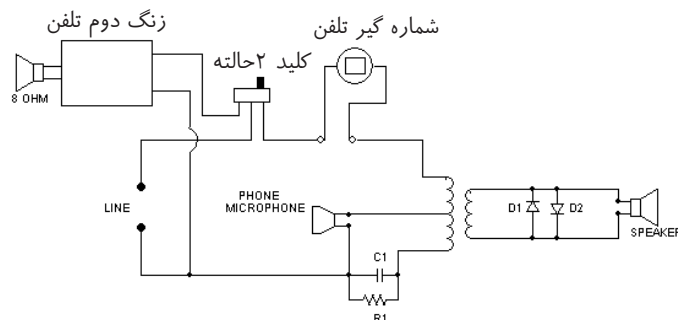 زنگ دوم تلفن
کلید ۲حالته
شماره گیر تلفن
8 OHM
LINE
PHONE
MICROPHONE
C1
R1
D1
D2
SPEAKER